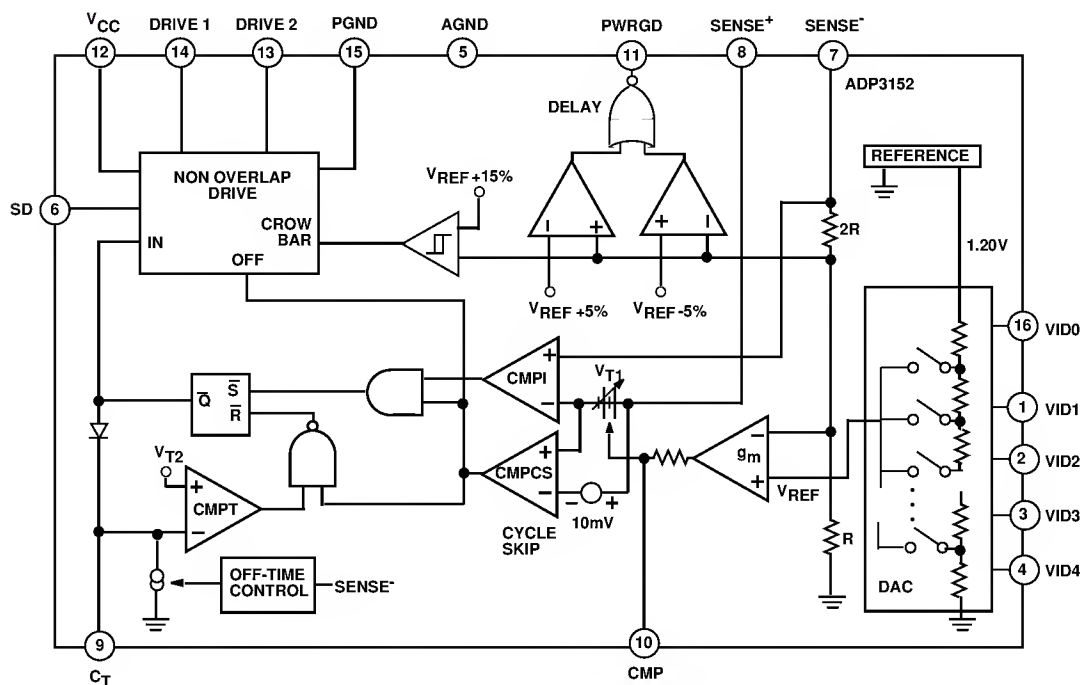 VCC DRIVE 1 DRIVE 2 PGND AGND PWRGD SENSE+ SENSE-
12 14 13 15 5 11 8 7
ADP3152
DELAY
REFERENCE
NON OVERLAP
DRIVE
VREF +15%
SD 6
CROW
BAR
IN
OFF
2R
1.20V
VREF +5% VREF -5%
16 VID0
CMPI
+
−
VT1
Q̅ S̅
R̅
1 VID1
gm
−
+
VREF
2 VID2
VT2
CMPT
+
−
CMPCS
+
−
− +
10mV
CYCLE
SKIP
3 VID3
R
OFF-TIME
CONTROL
SENSE-
DAC
4 VID4
9
CT
10
CMP